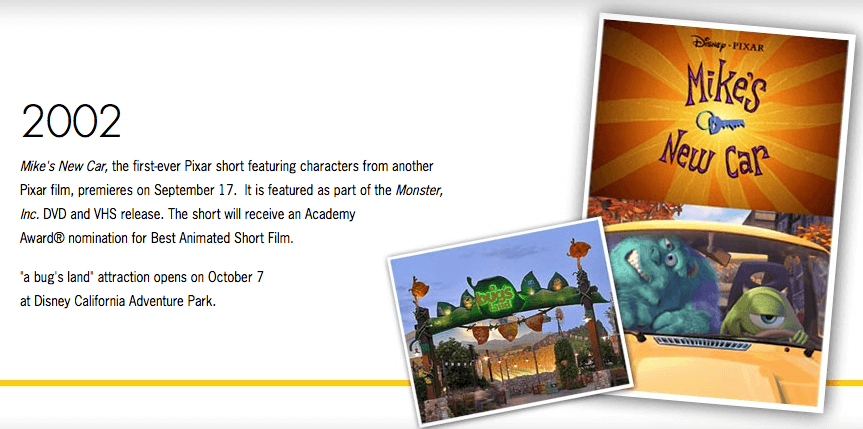 2002
Mike's New Car, the first-ever Pixar short featuring characters from another
Pixar film, premieres on September 17.  It is featured as part of the Monster,
Inc. DVD and VHS release. The short will receive an Academy
Award® nomination for Best Animated Short Film.
"a bug's land" attraction opens on October 7
at Disney California Adventure Park.
a bug's land
DISNEY · PIXAR
MIKE'S
NEW CAR